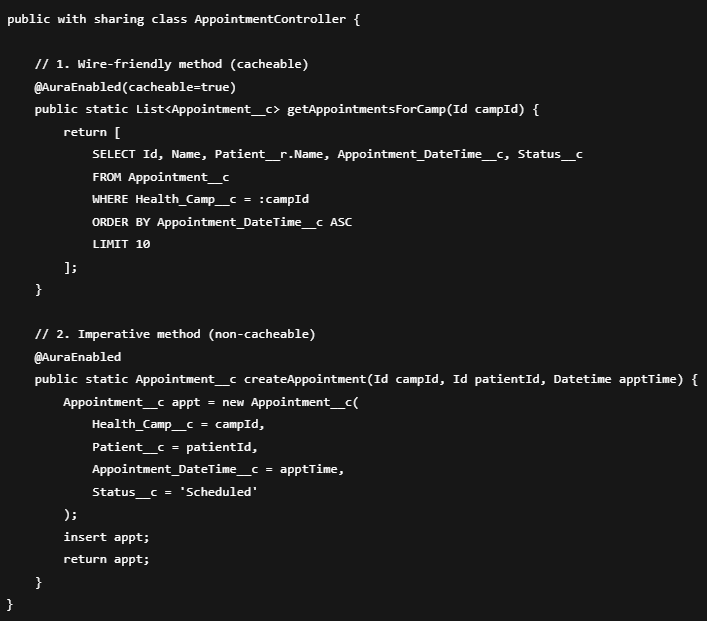 public with sharing class AppointmentController {
// 1. Wire-friendly method (cacheable)
@AuraEnabled(cacheable=true)
public static List<Appointment__c> getAppointmentsForCamp(Id campId) {
return [
SELECT Id, Name, Patient__r.Name, Appointment_DateTime__c, Status__c
FROM Appointment__c
WHERE Health_Camp__c = :campId
ORDER BY Appointment_DateTime__c ASC
LIMIT 10
];
}
// 2. Imperative method (non-cacheable)
@AuraEnabled
public static Appointment__c createAppointment(Id campId, Id patientId, Datetime apptTime) {
Appointment__c appt = new Appointment__c(
Health_Camp__c = campId,
Patient__c = patientId,
Appointment_DateTime__c = apptTime,
Status__c = 'Scheduled'
);
insert appt;
return appt;
}
}